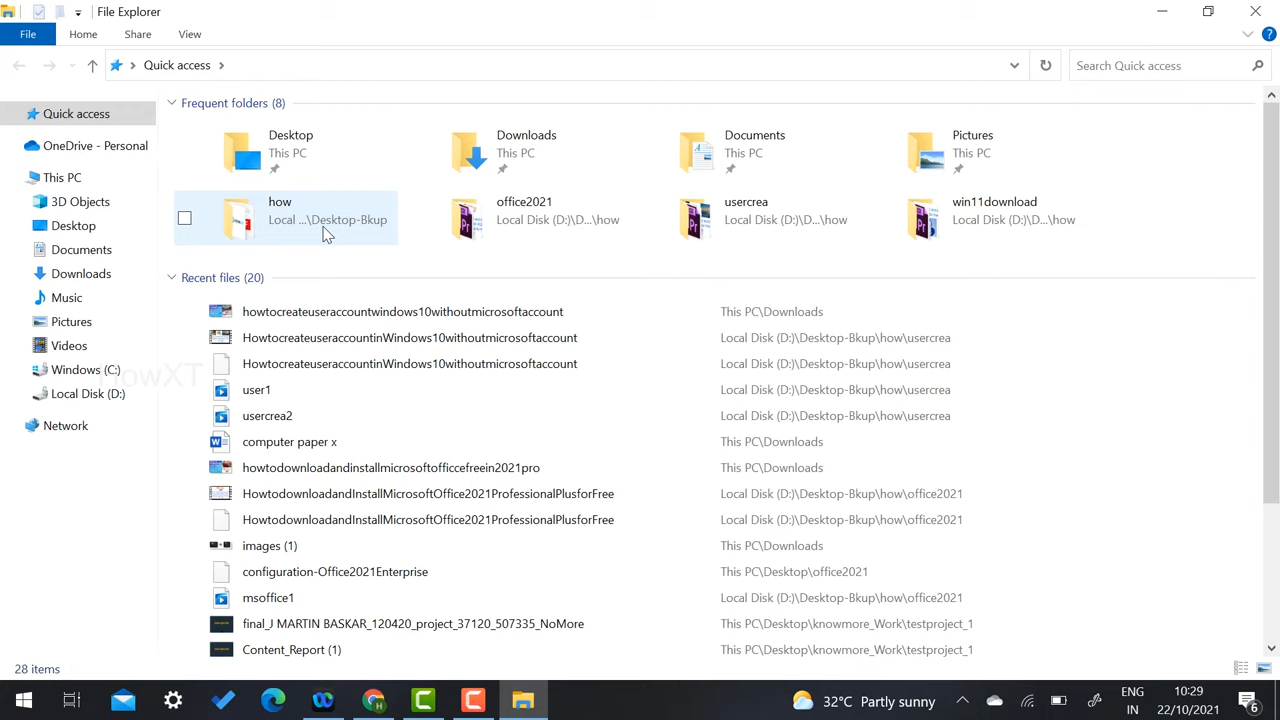 File Explorer
File Home Share View
Quick access
Search Quick access
Quick access
OneDrive - Personal
This PC
3D Objects
Desktop
Documents
Downloads
Music
Pictures
Videos
Windows (C:)
Local Disk (D:)
Network
HowXT
Frequent folders (8)
Desktop
This PC
Downloads
This PC
Documents
This PC
Pictures
This PC
how
Local ...\Desktop-Bkup
office2021
Local Disk (D:)\D...\how
usercrea
Local Disk (D:)\D...\how
win11download
Local Disk (D:)\D...\how
Recent files (20)
howtocreateuseraccountwindows10withoutmicrosoftaccount This PC\Downloads
HowtocreateuseraccountinWindows10withoutmicrosoftaccount Local Disk (D:)\Desktop-Bkup\how\usercrea
HowtocreateuseraccountinWindows10withoutmicrosoftaccount Local Disk (D:)\Desktop-Bkup\how\usercrea
user1 Local Disk (D:)\Desktop-Bkup\how\usercrea
usercrea2 Local Disk (D:)\Desktop-Bkup\how\usercrea
computer paper x This PC\Downloads
howtodownloadandinstallmicrosoftofficcefreein2021pro This PC\Downloads
HowtodownloadandInstallMicrosoftOffice2021ProfessionalPlusforFree Local Disk (D:)\Desktop-Bkup\how\office2021
HowtodownloadandInstallMicrosoftOffice2021ProfessionalPlusforFree Local Disk (D:)\Desktop-Bkup\how\office2021
images (1) This PC\Downloads
configuration-Office2021Enterprise This PC\Desktop\office2021
msoffice1 Local Disk (D:)\Desktop-Bkup\how\office2021
final_J MARTIN BASKAR_120420_project_37120_507335_NoMore This PC\Desktop\knowmore_Work\testproject_1
Content_Report (1) This PC\Desktop\knowmore_Work\testproject_1
28 items
32°C Partly sunny
ENG
IN
10:29
22/10/2021
6